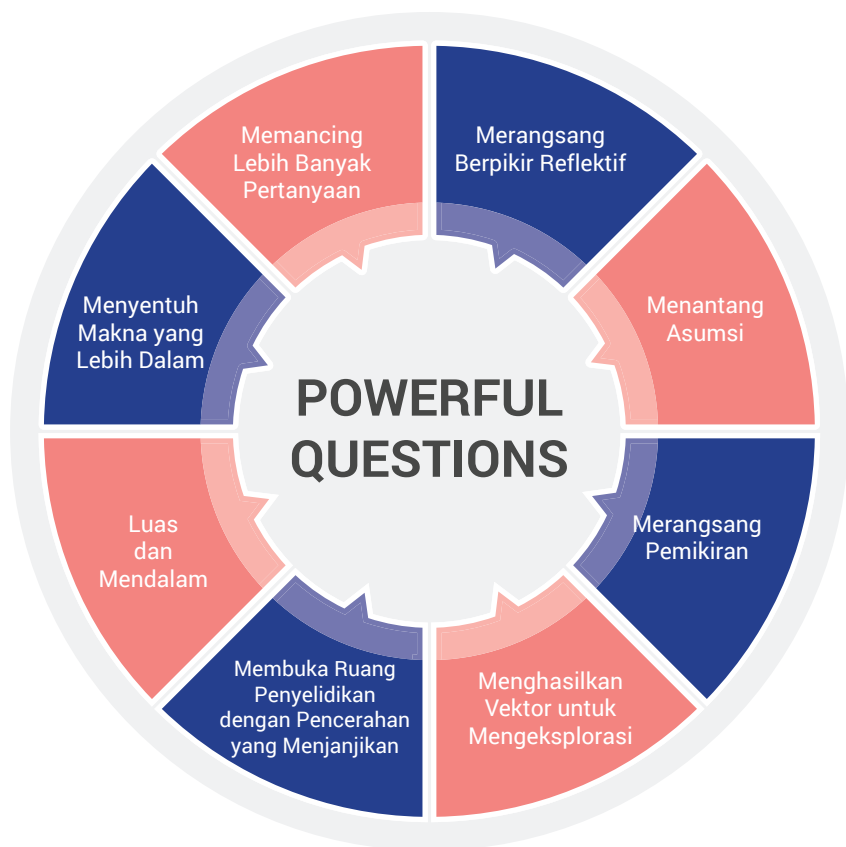 POWERFUL
QUESTIONS
Merangsang
Berpikir Reflektif
Menantang
Asumsi
Merangsang
Pemikiran
Menghasilkan
Vektor untuk
Mengeksplorasi
Membuka Ruang
Penyelidikan
dengan Pencerahan
yang Menjanjikan
Luas
dan
Mendalam
Menyentuh
Makna yang
Lebih Dalam
Memancing
Lebih Banyak
Pertanyaan